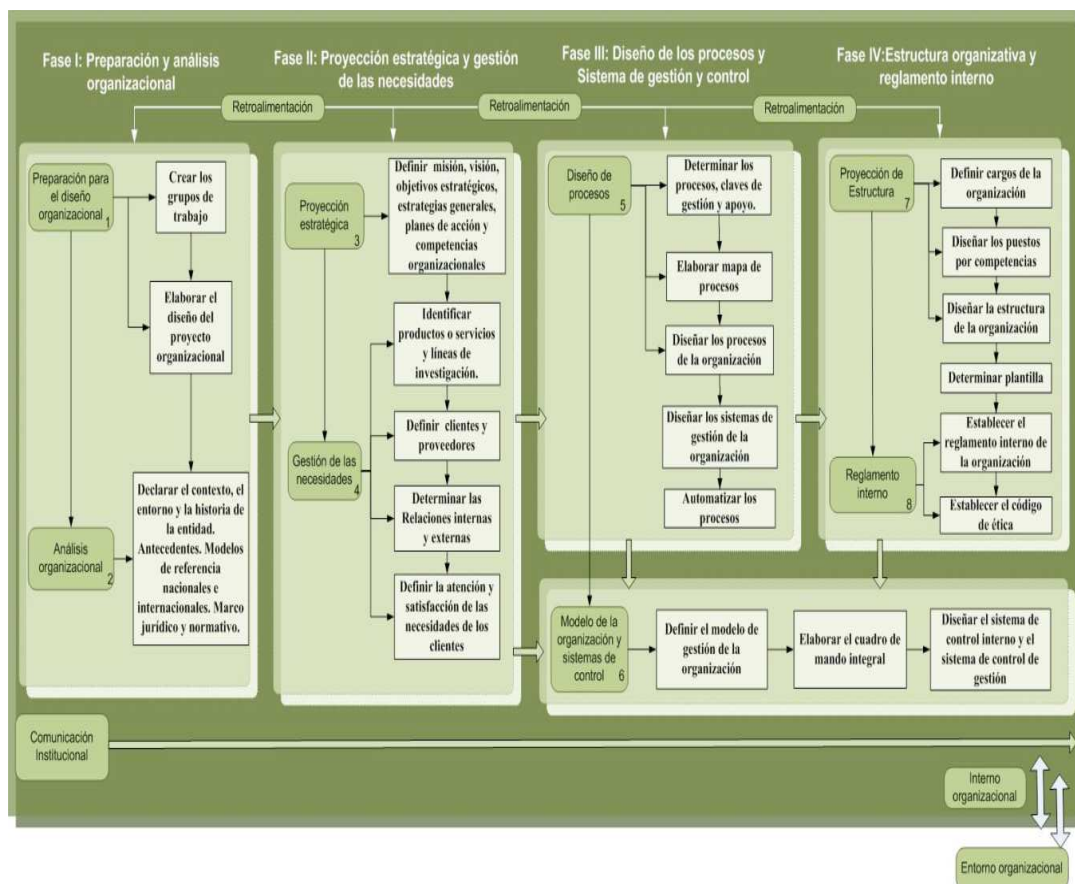 Fase I: Preparación y análisis
organizacional
Fase II: Proyección estratégica y gestión
de las necesidades
Fase III: Diseño de los procesos y
Sistema de gestión y control
Fase IV:Estructura organizativa y
reglamento interno
Retroalimentación
Retroalimentación
Retroalimentación
Preparación para
el diseño
organizacional
1
Crear los
grupos de
trabajo
Elaborar el
diseño del
proyecto
organizacional
Análisis
organizacional
2
Declarar el contexto, el
entorno y la historia de
la entidad.
Antecedentes. Modelos
de referencia
nacionales e
internacionales. Marco
jurídico y normativo.
Proyección
estratégica
3
Definir misión, visión,
objetivos estratégicos,
estrategias generales,
planes de acción y
competencias
organizacionales
Identificar
productos o servicios
y líneas de
investigación.
Definir clientes y
proveedores
Gestión de las
necesidades
4
Determinar las
Relaciones internas
y externas
Definir la atención y
satisfacción de las
necesidades de los
clientes
Diseño de
procesos
5
Determinar los
procesos, claves de
gestión y apoyo.
Elaborar mapa de
procesos
Diseñar los procesos
de la organización
Diseñar los sistemas
de gestión de la
organización
Automatizar los
procesos
Proyección de
Estructura
7
Definir cargos de la
organización
Diseñar los puestos
por competencias
Diseñar la estructura
de la organización
Determinar plantilla
Establecer el
reglamento interno de
la organización
Reglamento
interno
8
Establecer el código
de ética
Modelo de la
organización y
sistemas de
control
6
Definir el modelo de
gestión de la
organización
Elaborar el cuadro de
mando integral
Diseñar el sistema de
control interno y el
sistema de control de
gestión
Comunicación
Institucional
Interno
organizacional
Entorno organizacional